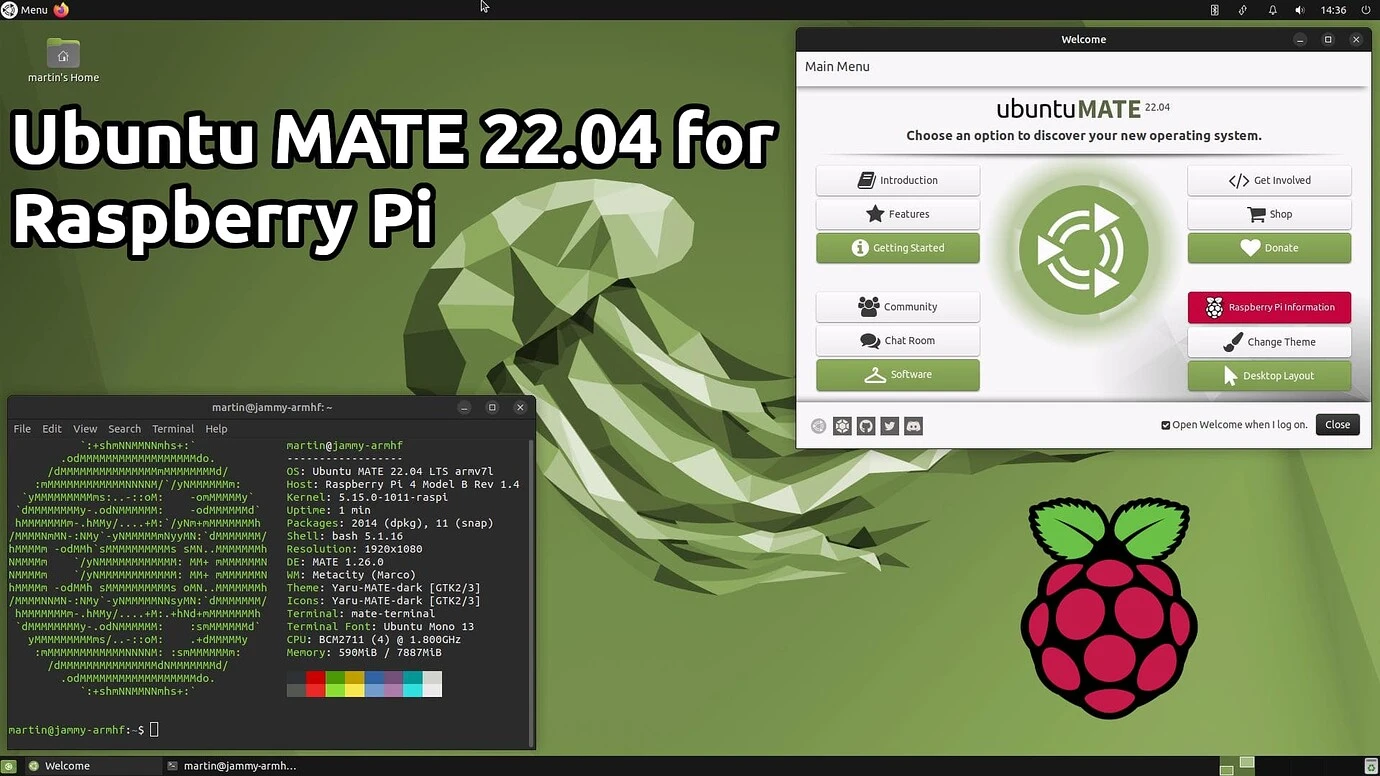 Menu
14:36
martin's Home
Ubuntu MATE 22.04 for
Raspberry Pi
Welcome
Main Menu
ubuntuMATE 22.04
Choose an option to discover your new operating system.
Introduction
Features
Getting Started
Community
Chat Room
Software
Get Involved
Shop
Donate
Raspberry Pi Information
Change Theme
Desktop Layout
Open Welcome when I log on.
Close
martin@jammy-armhf: ~
File Edit View Search Terminal Help
martin@jammy-armhf
------------------
OS: Ubuntu MATE 22.04 LTS armv7l
Host: Raspberry Pi 4 Model B Rev 1.4
Kernel: 5.15.0-1011-raspi
Uptime: 1 min
Packages: 2014 (dpkg), 11 (snap)
Shell: bash 5.1.16
Resolution: 1920x1080
DE: MATE 1.26.0
WM: Metacity (Marco)
Theme: Yaru-MATE-dark [GTK2/3]
Icons: Yaru-MATE-dark [GTK2/3]
Terminal: mate-terminal
Terminal Font: Ubuntu Mono 13
CPU: BCM2711 (4) @ 1.800GHz
Memory: 590MiB / 7887MiB
martin@jammy-armhf:~$
Welcome
martin@jammy-armh...